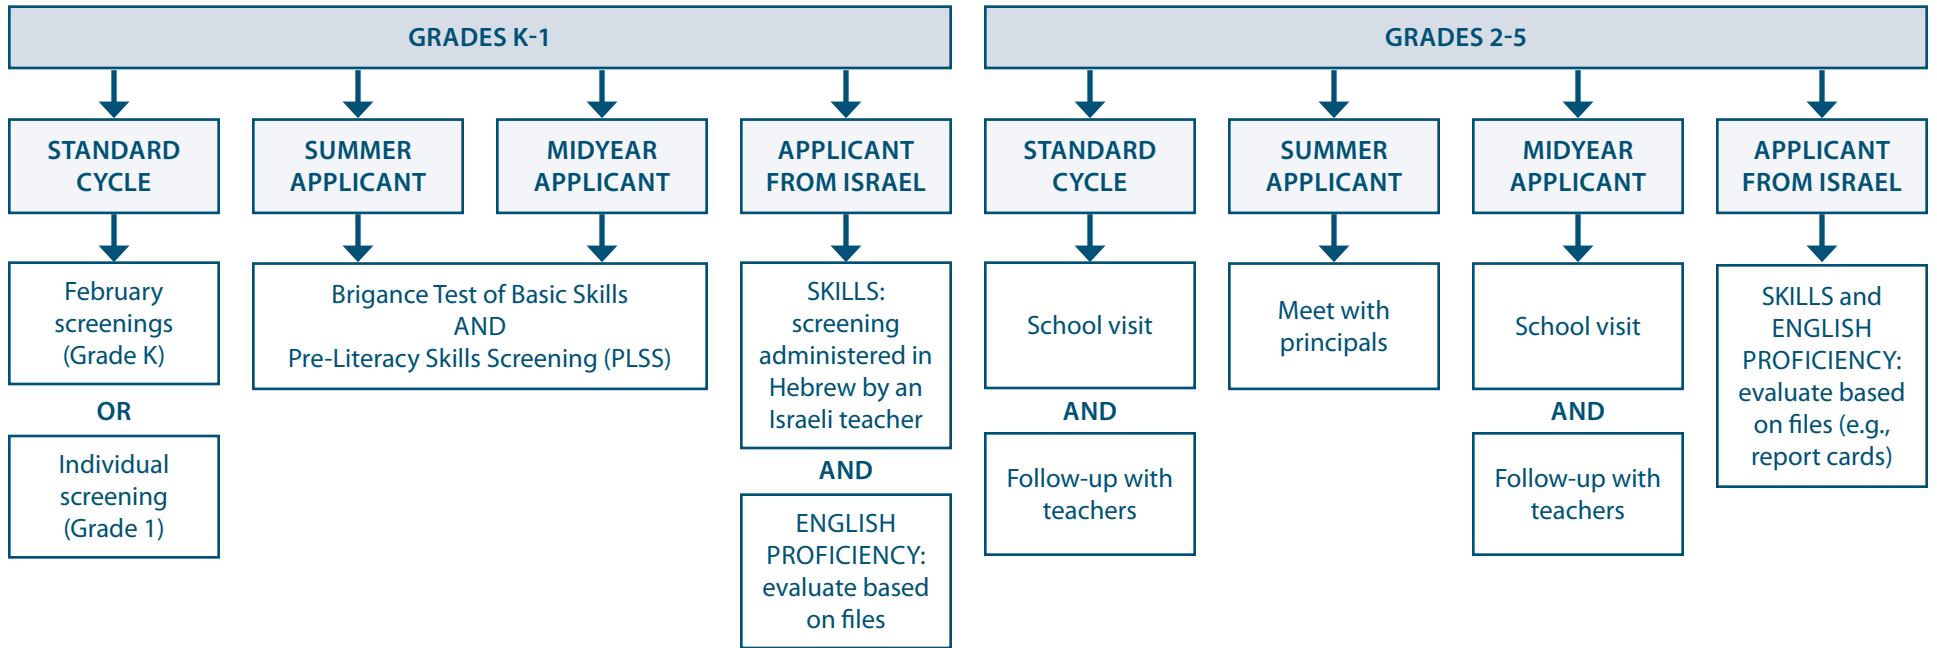 GRADES K-1
STANDARD
CYCLE
SUMMER
APPLICANT
MIDYEAR
APPLICANT
APPLICANT
FROM ISRAEL
February
screenings
(Grade K)
OR
Individual
screening
(Grade 1)
Brigance Test of Basic Skills
AND
Pre-Literacy Skills Screening (PLSS)
SKILLS:
screening
administered in
Hebrew by an
Israeli teacher
AND
ENGLISH
PROFICIENCY:
evaluate based
on files
GRADES 2-5
STANDARD
CYCLE
SUMMER
APPLICANT
MIDYEAR
APPLICANT
APPLICANT
FROM ISRAEL
School visit
AND
Follow-up with
teachers
Meet with
principals
School visit
AND
Follow-up with
teachers
SKILLS and
ENGLISH
PROFICIENCY:
evaluate based
on files (e.g.,
report cards)